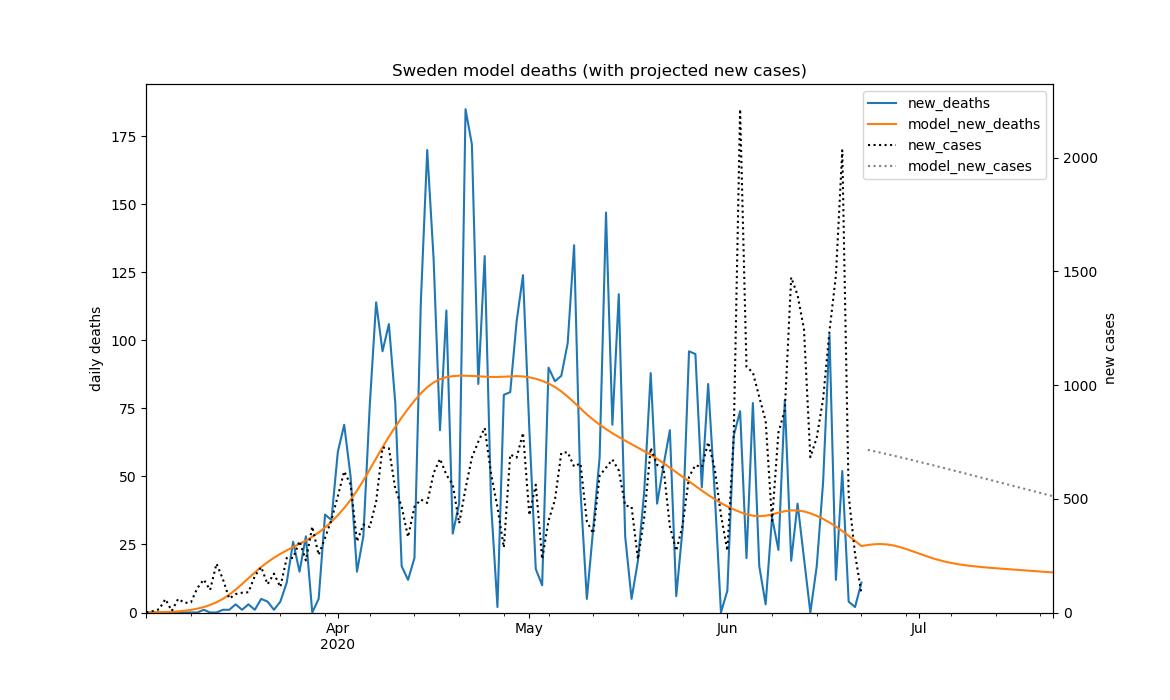 Sweden model deaths (with projected new cases)
new_deaths
model_new_deaths
new_cases
model_new_cases
daily deaths
175
150
125
100
75
50
25
0
new cases
2000
1500
1000
500
0
Apr
2020
May
Jun
Jul